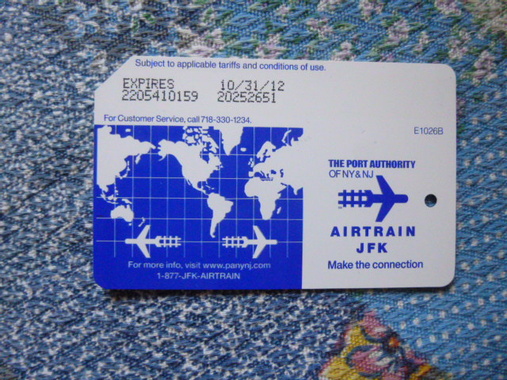 Subject to applicable tariffs and conditions of use.
EXPIRES 10/31/12
2205410159 20252651
For Customer Service, call 718-330-1234.
E1026B
THE PORT AUTHORITY
OF NY & NJ
AIRTRAIN
JFK
Make the connection
For more info, visit www.panynj.com
1-877-JFK-AIRTRAIN